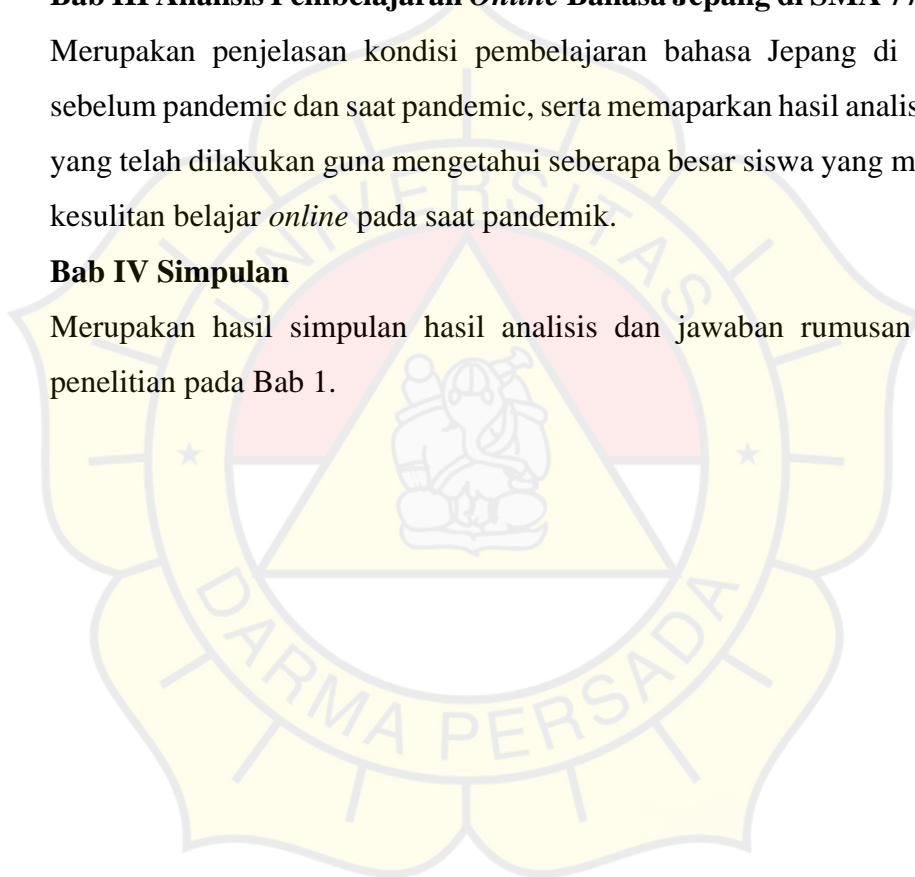 Bab III Analisis Pembelajaran Online Bahasa Jepang di SMA 77
Merupakan penjelasan kondisi pembelajaran bahasa Jepang di
sebelum pandemic dan saat pandemic, serta memaparkan hasil
yang telah dilakukan guna mengetahui seberapa besar siswa yang
kesulitan belajar online pada saat pandemik.
Bab IV Simpulan
Merupakan hasil simpulan hasil analisis dan jawaban rumusan
penelitian pada Bab 1.
UNIVERSITAS
DARMA PERSADA